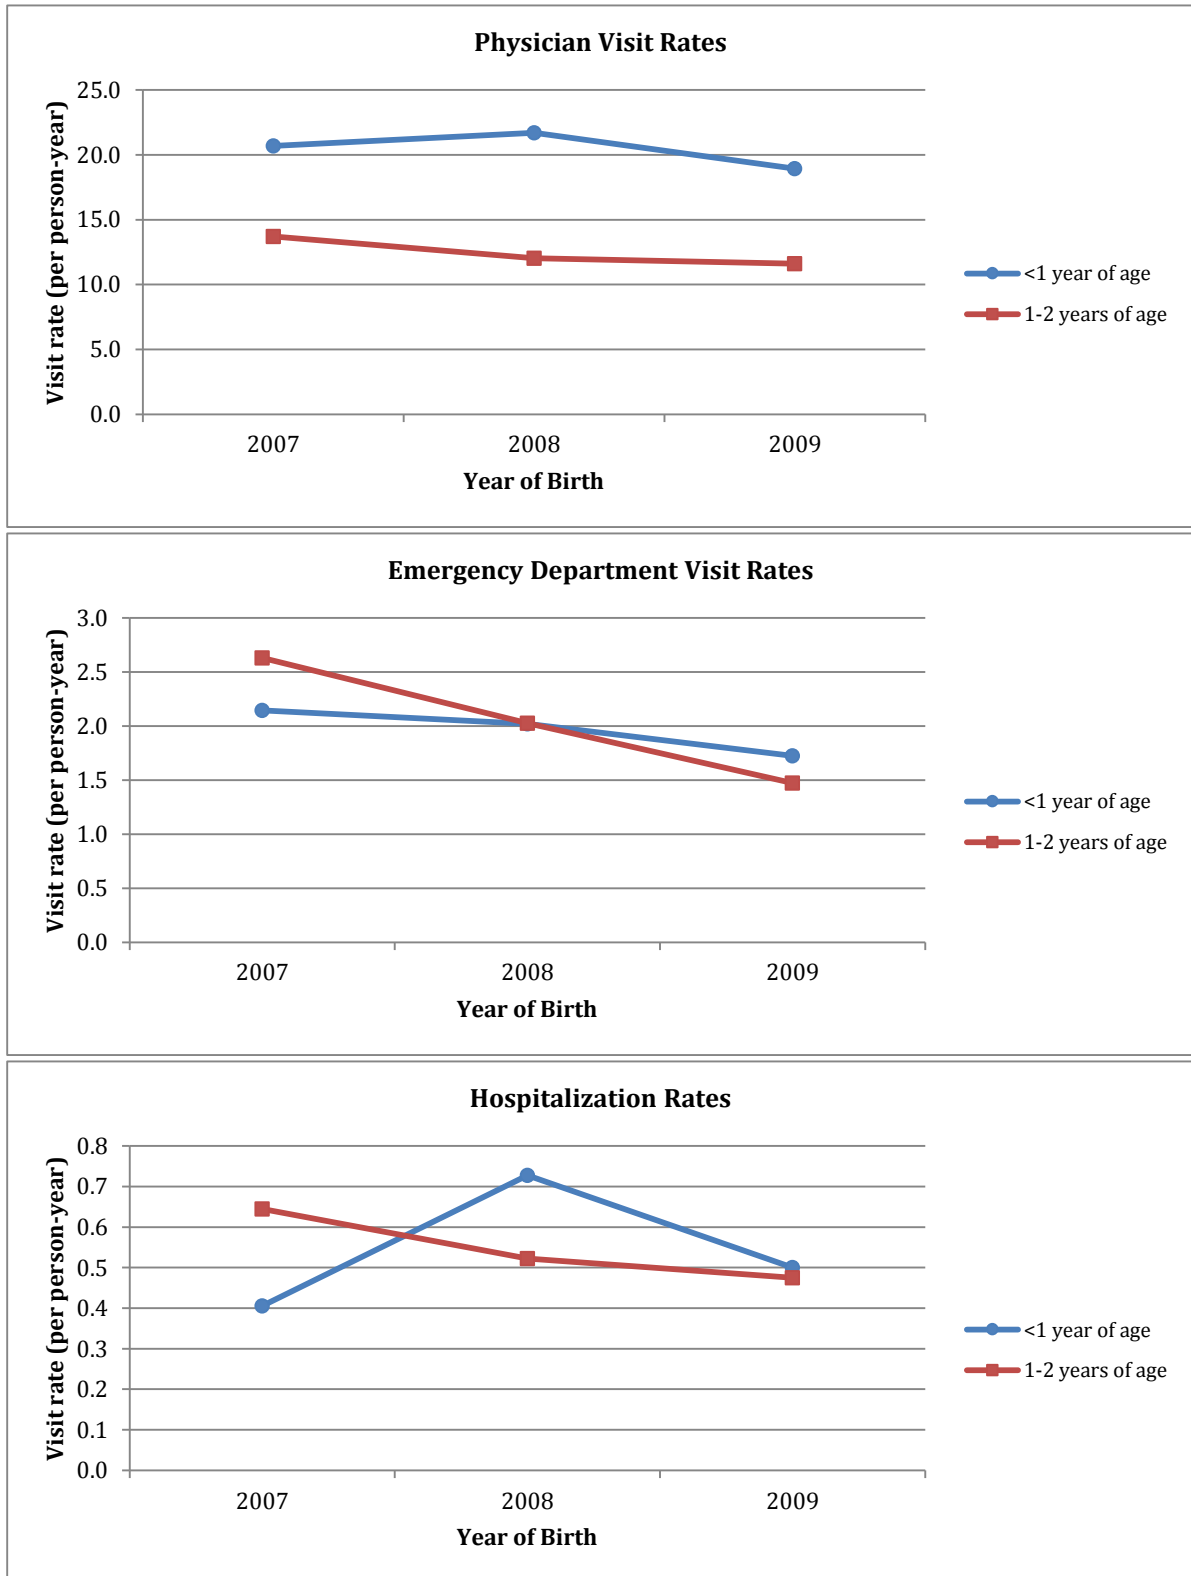 Physician Visit Rates
Visit rate (per person-year)
25.0
20.0
15.0
10.0
5.0
0.0
2007 2008 2009
Year of Birth
<1 year of age
1-2 years of age
Emergency Department Visit Rates
Visit rate (per person-year)
3.0
2.5
2.0
1.5
1.0
0.5
0.0
2007 2008 2009
Year of Birth
<1 year of age
1-2 years of age
Hospitalization Rates
Visit rate (per person-year)
0.8
0.7
0.6
0.5
0.4
0.3
0.2
0.1
0.0
2007 2008 2009
Year of Birth
<1 year of age
1-2 years of age